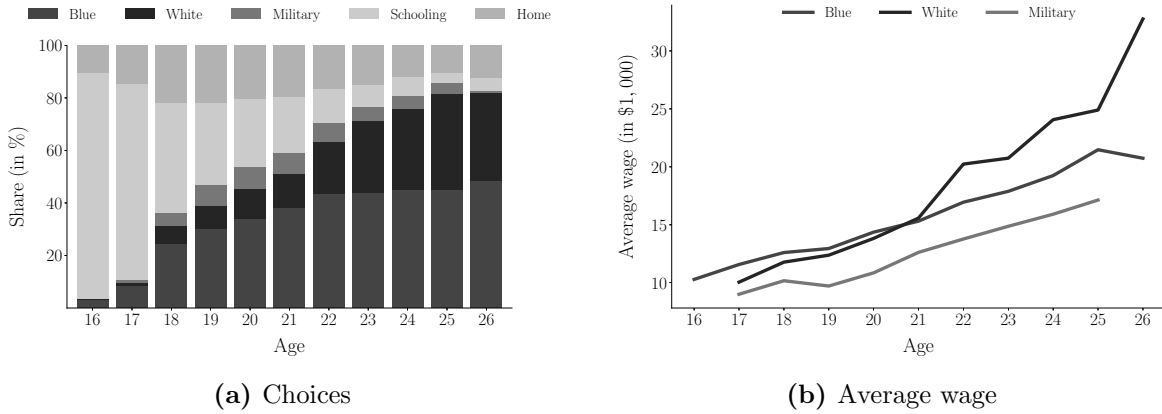 Blue White Military Schooling Home
100
80
60
40
20
Share (in %)
16 17 18 19 20 21 22 23 24 25 26
Age
(a) Choices
Blue White Military
30
25
20
15
10
Average wage (in $1, 000)
16 17 18 19 20 21 22 23 24 25 26
Age
(b) Average wage